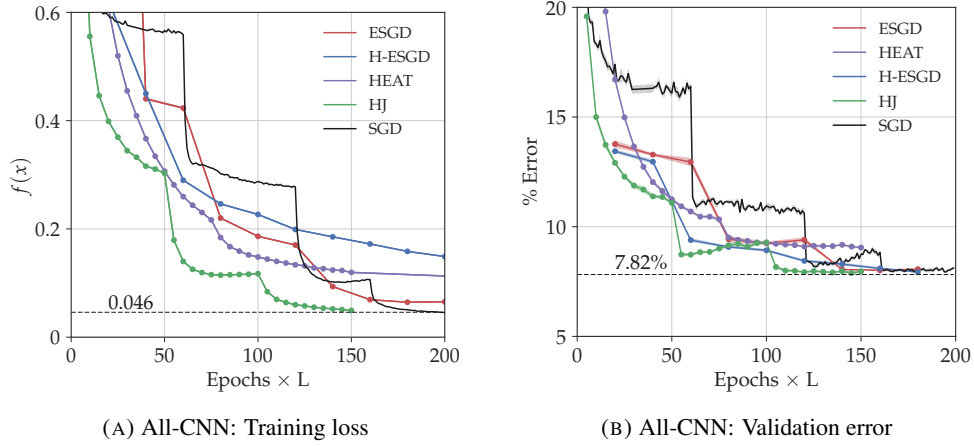 f(x)
0.6
0.4
0.2
0
0 50 100 150 200
Epochs × L
ESGD
H-ESGD
HEAT
HJ
SGD
0.046
(A) All-CNN: Training loss
% Error
20
15
10
5
0 50 100 150 200
Epochs × L
ESGD
HEAT
H-ESGD
HJ
SGD
7.82%
(B) All-CNN: Validation error